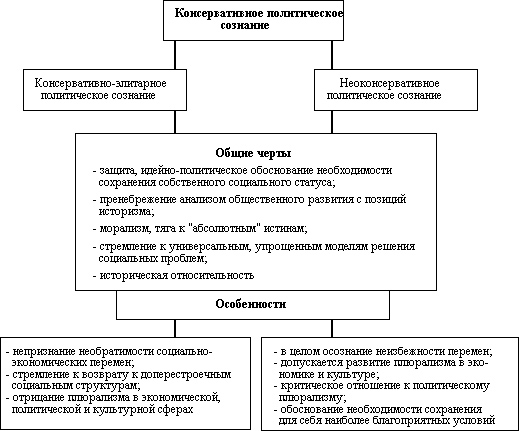 Консервативное политическое
сознание
Консервативно-элитарное
политическое сознание
Неоконсервативное
политическое сознание
Общие черты
- защита, идейно-политическое обоснование необходимости
сохранения собственного социального статуса;
- пренебрежение анализом общественного развития с позиций
историзма;
- морализм, тяга к "абсолютным" истинам;
- стремление к универсальным, упрощенным моделям решения
социальных проблем;
- историческая относительность
Особенности
- непризнание необратимости социально-
экономических перемен;
- стремление к возврату к доперестроечным
социальным структурам;
- отрицание плюрализма в экономической,
политической и культурной сферах
- в целом осознание неизбежности перемен;
- допускается развитие плюрализма в эко-
номике и культуре;
- критическое отношение к политическому
плюрализму;
- обоснование необходимости сохранения
для себя наиболее благоприятных условий